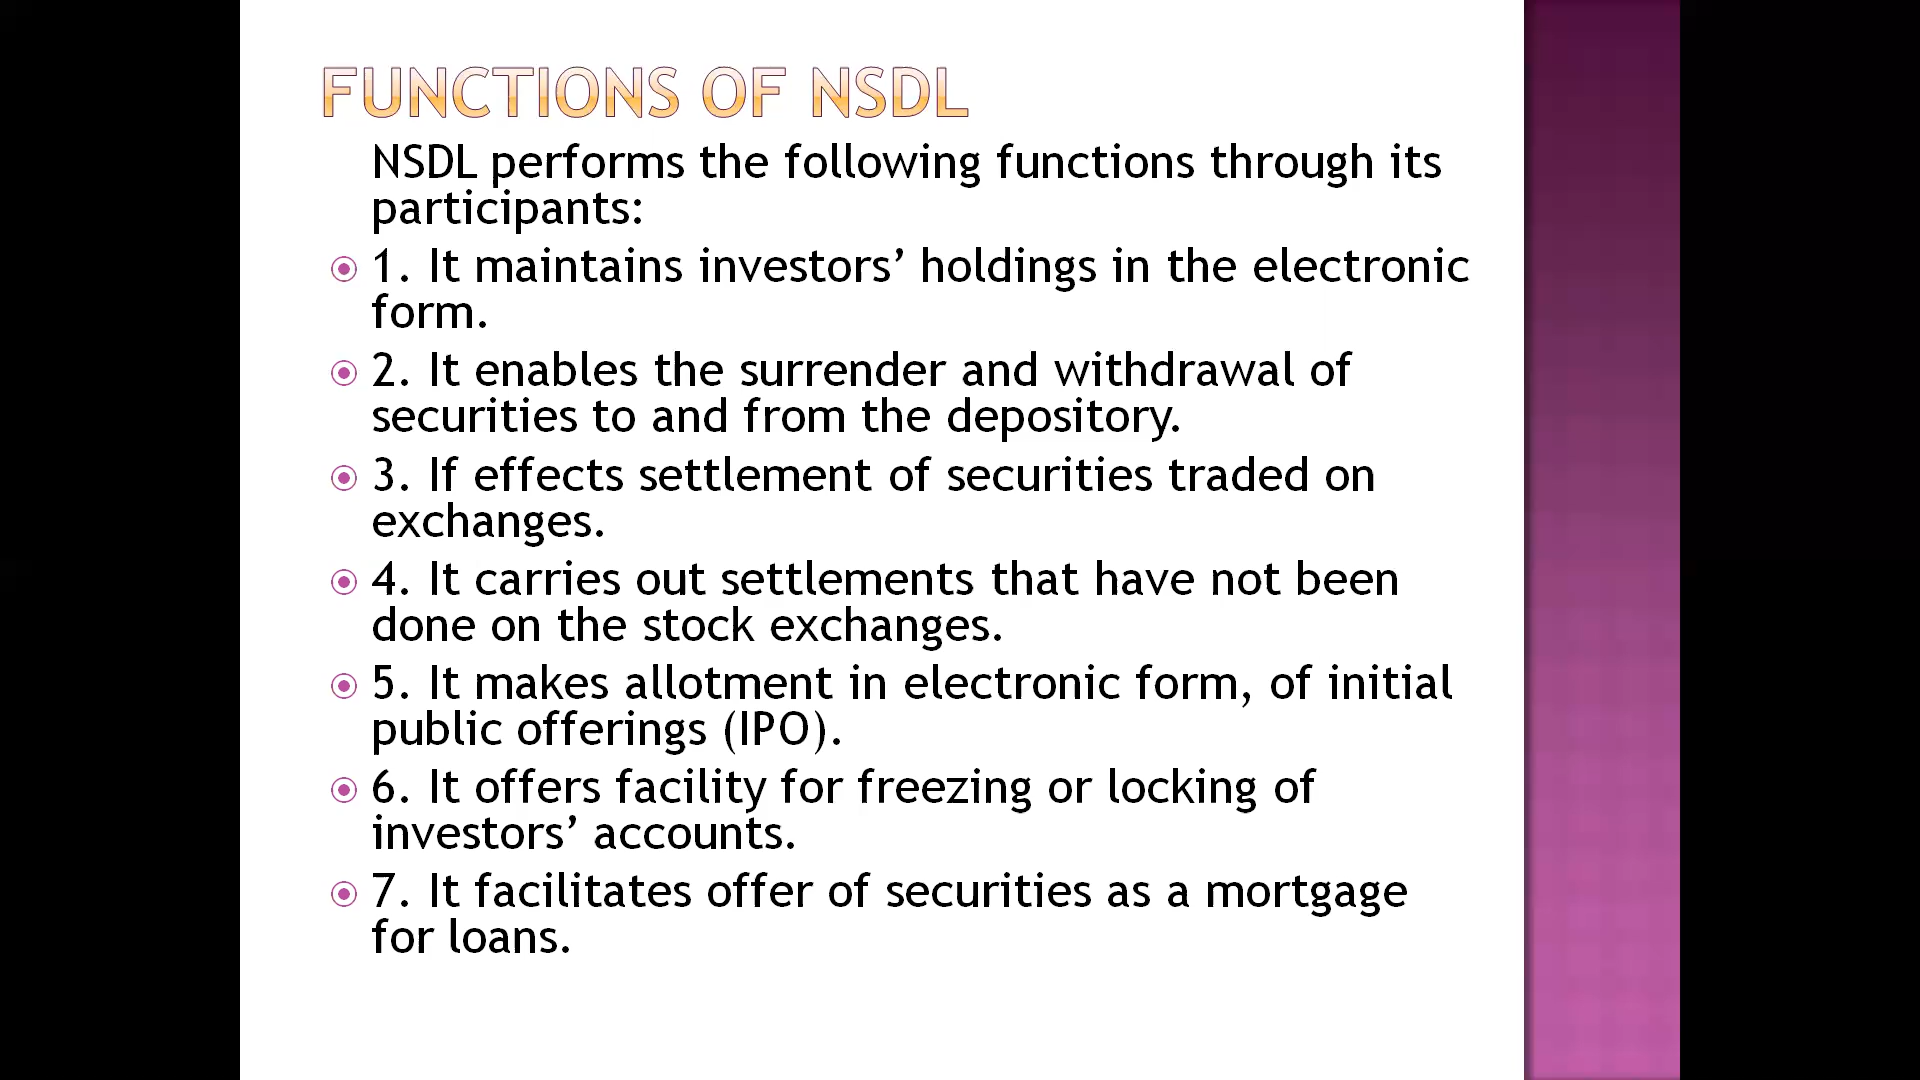 FUNCTIONS OF NSDL
NSDL performs the following functions through its
participants:
1. It maintains investors’ holdings in the electronic
form.
2. It enables the surrender and withdrawal of
securities to and from the depository.
3. If effects settlement of securities traded on
exchanges.
4. It carries out settlements that have not been
done on the stock exchanges.
5. It makes allotment in electronic form, of initial
public offerings (IPO).
6. It offers facility for freezing or locking of
investors’ accounts.
7. It facilitates offer of securities as a mortgage
for loans.